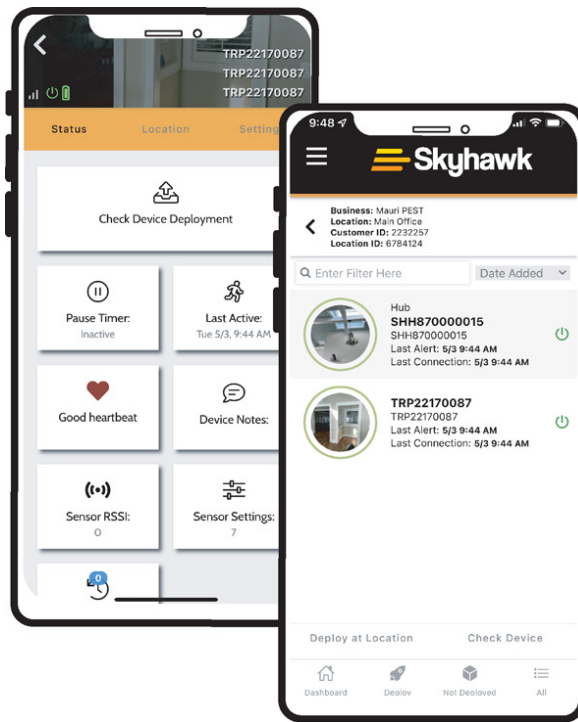 TRP22170087
TRP22170087
TRP22170087
Status
Location
Setting
Check Device Deployment
Pause Timer:
Inactive
Last Active:
Tue 5/3, 9:44 AM
Good heartbeat
Device Notes:
Sensor RSSI:
0
Sensor Settings:
7
0
9:48
Skyhawk
Business: Mauri PEST
Location: Main Office
Customer ID: 2232257
Location ID: 6784124
Enter Filter Here
Date Added
Hub
SHH870000015
SHH870000015
Last Alert: 5/3 9:44 AM
Last Connection: 5/3 9:44 AM
TRP22170087
TRP22170087
Last Alert: 5/3 9:44 AM
Last Connection: 5/3 9:44 AM
Deploy at Location
Check Device
Dashboard
Deploy
Not Deployed
All